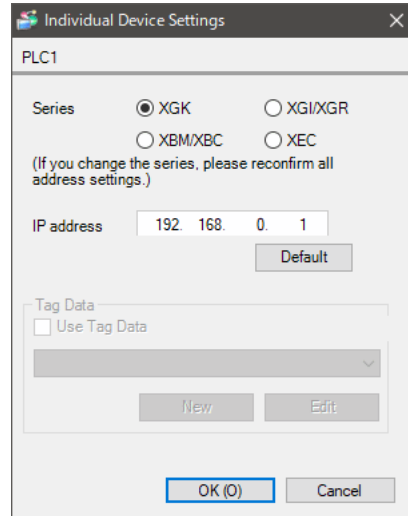 Individual Device Settings
PLC1
Series XGK XGI/XGR
XBM/XBC XEC
(If you change the series, please reconfirm all
address settings.)
IP address 192. 168. 0. 1
Default
Tag Data
Use Tag Data
New Edit
OK (O) Cancel